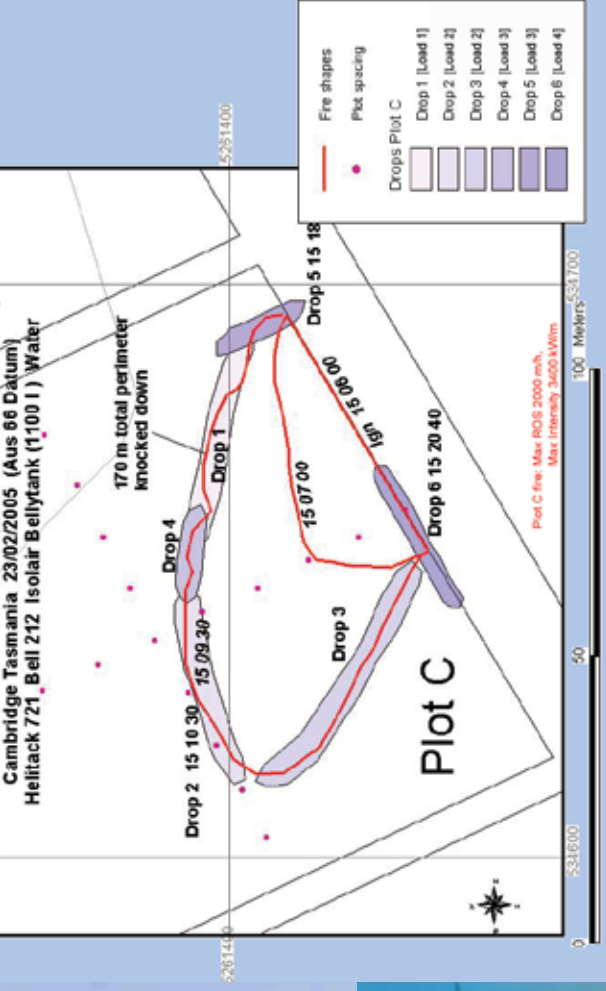 Cambridge Tasmania 23/02/2005 (Aus 66 Datum)
Helitack 721 Bell 212 Isolair Bellytank (1100 l) Water
170 m total perimeter
knocked down
Drop 4
Drop 1
Drop 2 15 10 30
15 09 30
15 07 00
Drop 3
Ign 15 06 00
Drop 5 15 18
Drop 6 15 20 40
Plot C
Plot C fire: Max ROS 2000 m/h,
Max Intensity 3400 kW/m
5261400
5261400
534600
534700
0
50
100 Meters
Fire shapes
Plot spacing
Drops Plot C
Drop 1 [Load 1]
Drop 2 [Load 2]
Drop 3 [Load 2]
Drop 4 [Load 3]
Drop 5 [Load 3]
Drop 6 [Load 4]